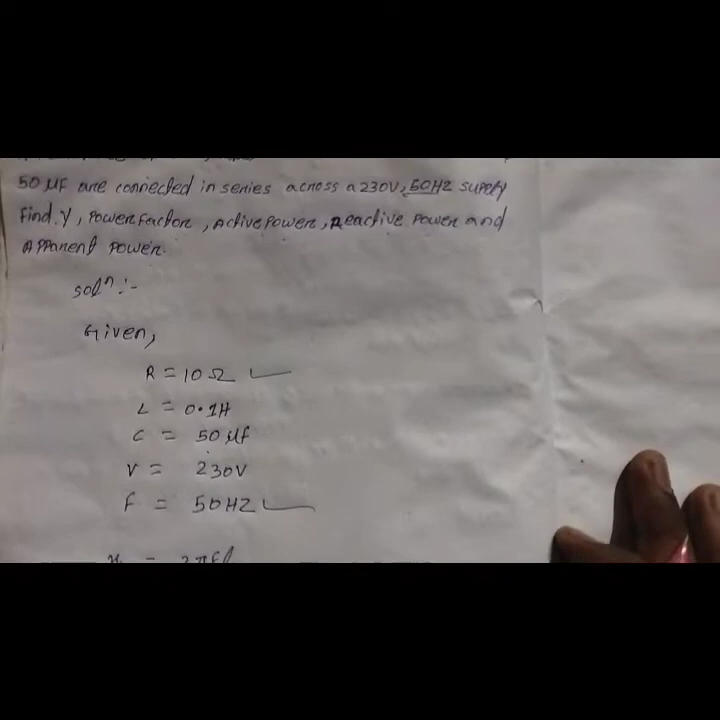 50 μF are connected in series across a 230V, 50HZ supply
Find. Y, Power Factor, Active Power, Reactive Power and
Apparent Power.
Solⁿ :-
Given,
R = 10 Ω
L = 0.1H
C = 50 μf
V = 230V
F = 50HZ
= 2πfl